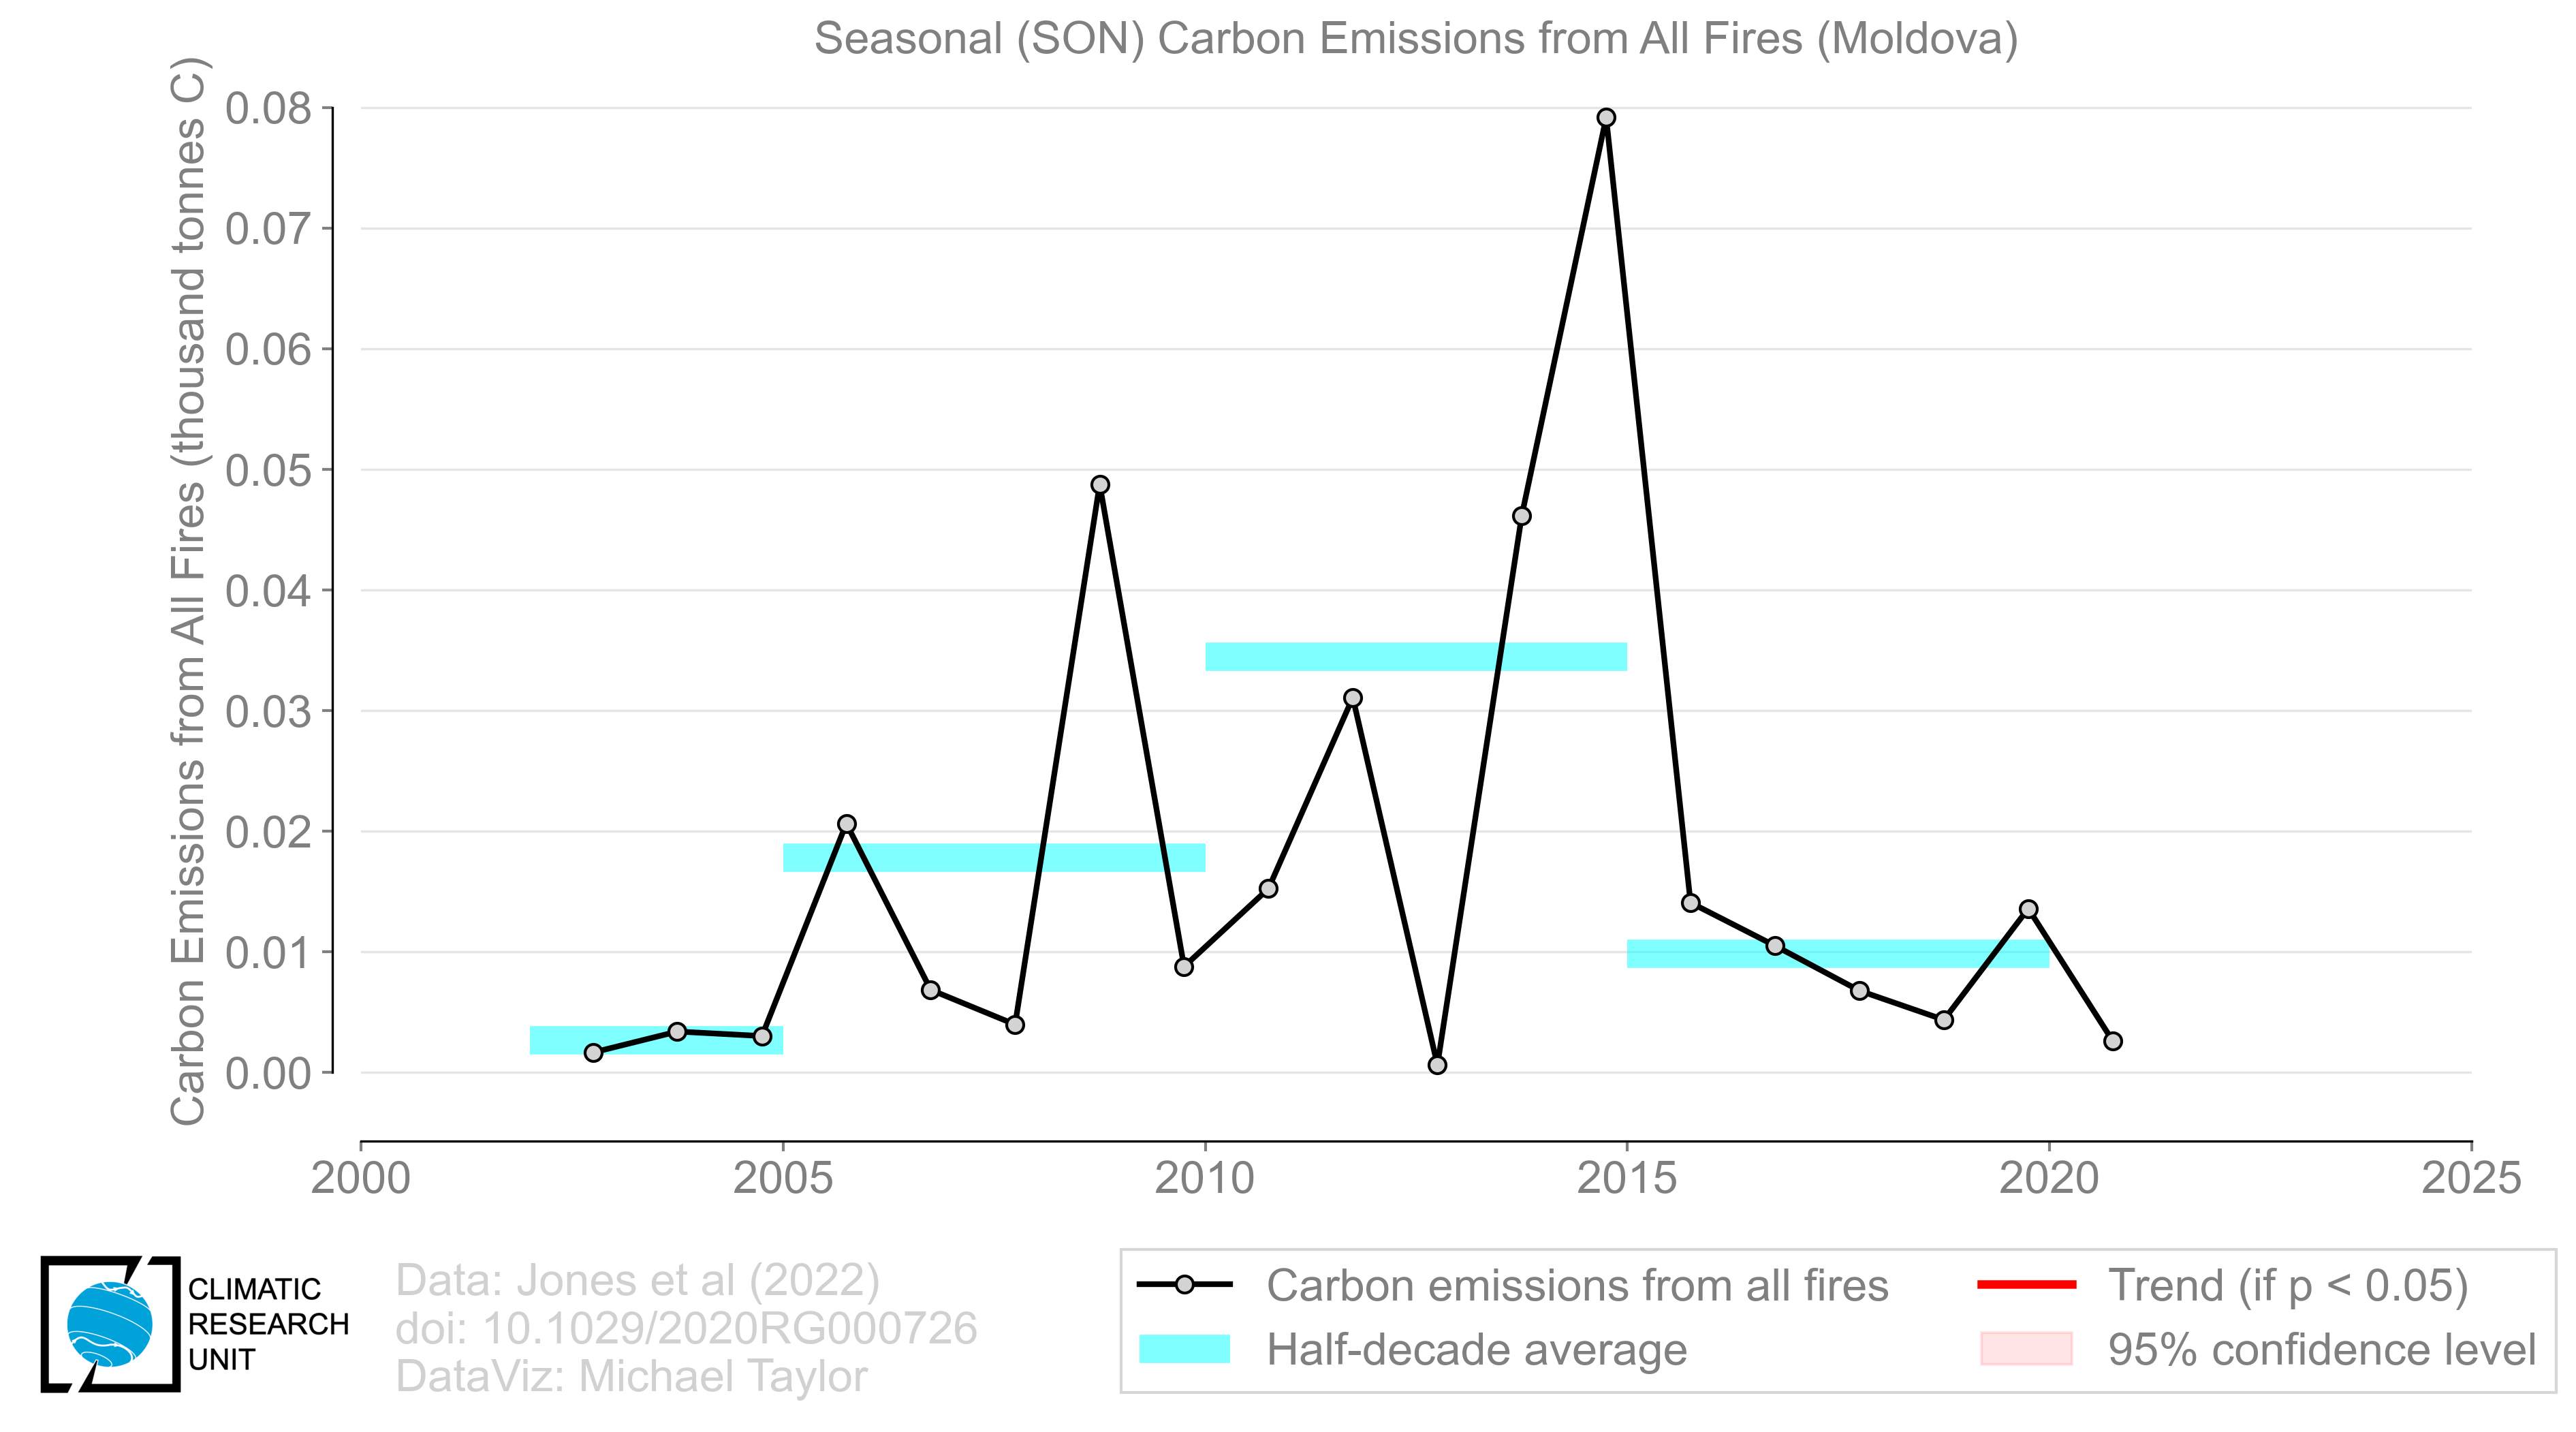 Seasonal (SON) Carbon Emissions from All Fires (Moldova)
Carbon Emissions from All Fires (thousand tonnes C)
0.08
0.07
0.06
0.05
0.04
0.03
0.02
0.01
0.00
2000 2005 2010 2015 2020 2025
CLIMATIC
RESEARCH
UNIT
Data: Jones et al (2022)
doi: 10.1029/2020RG000726
DataViz: Michael Taylor
Carbon emissions from all fires
Half-decade average
Trend (if p < 0.05)
95% confidence level